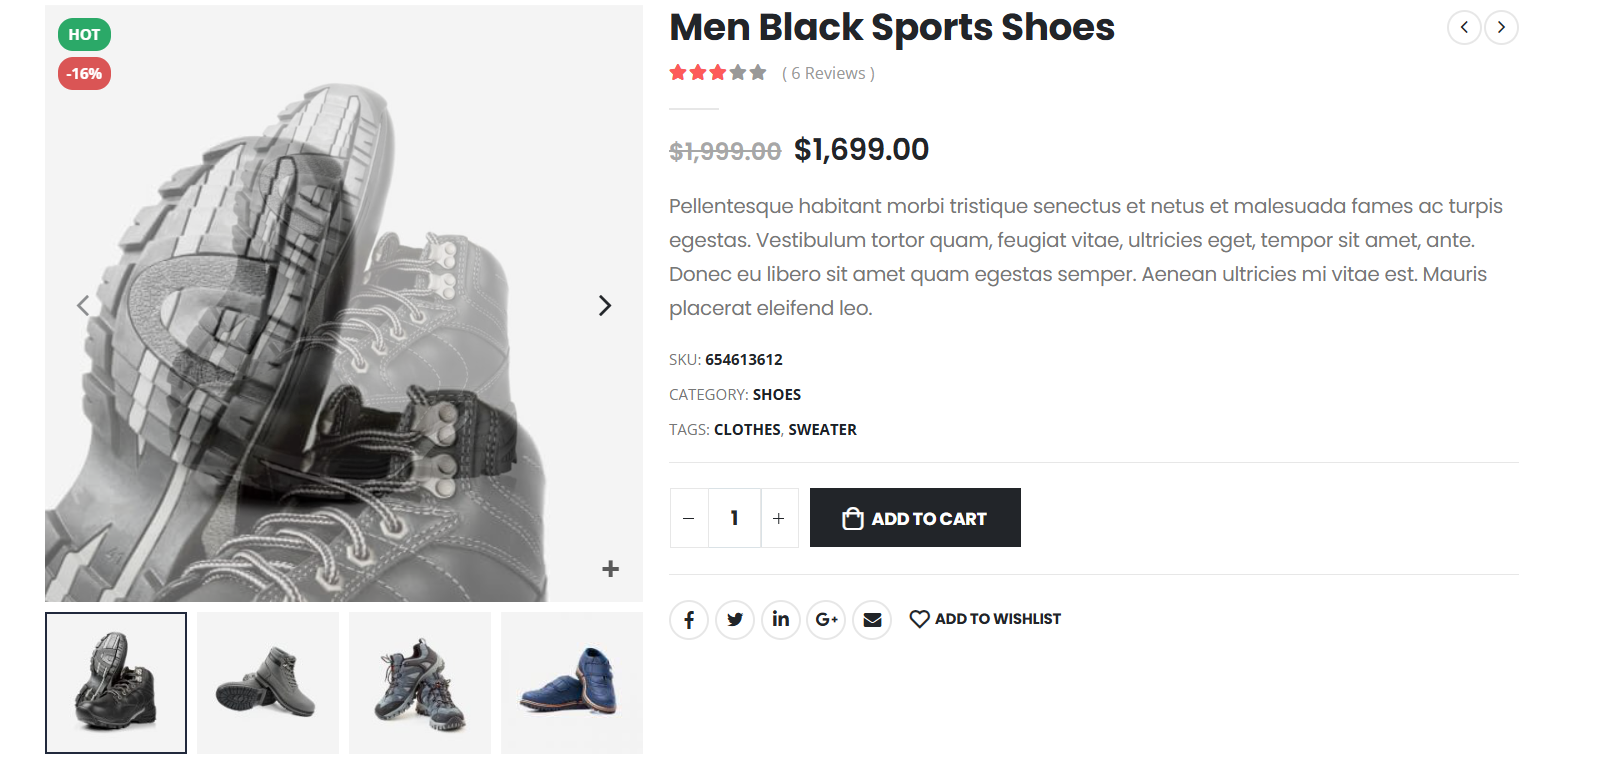 HOT
-16%
Men Black Sports Shoes
( 6 Reviews )
$1,999.00 $1,699.00
Pellentesque habitant morbi tristique senectus et netus et malesuada fames ac turpis
egestas. Vestibulum tortor quam, feugiat vitae, ultricies eget, tempor sit amet, ante.
Donec eu libero sit amet quam egestas semper. Aenean ultricies mi vitae est. Mauris
placerat eleifend leo.
SKU: 654613612
CATEGORY: SHOES
TAGS: CLOTHES, SWEATER
− 1 + ADD TO CART
ADD TO WISHLIST